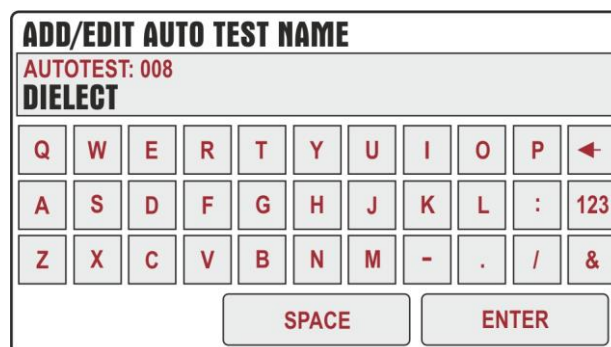 ADD/EDIT AUTO TEST NAME
AUTOTEST: 008
DIELECT
Q W E R T Y U I O P ←
A S D F G H J K L : 123
Z X C V B N M - . / &
SPACE ENTER